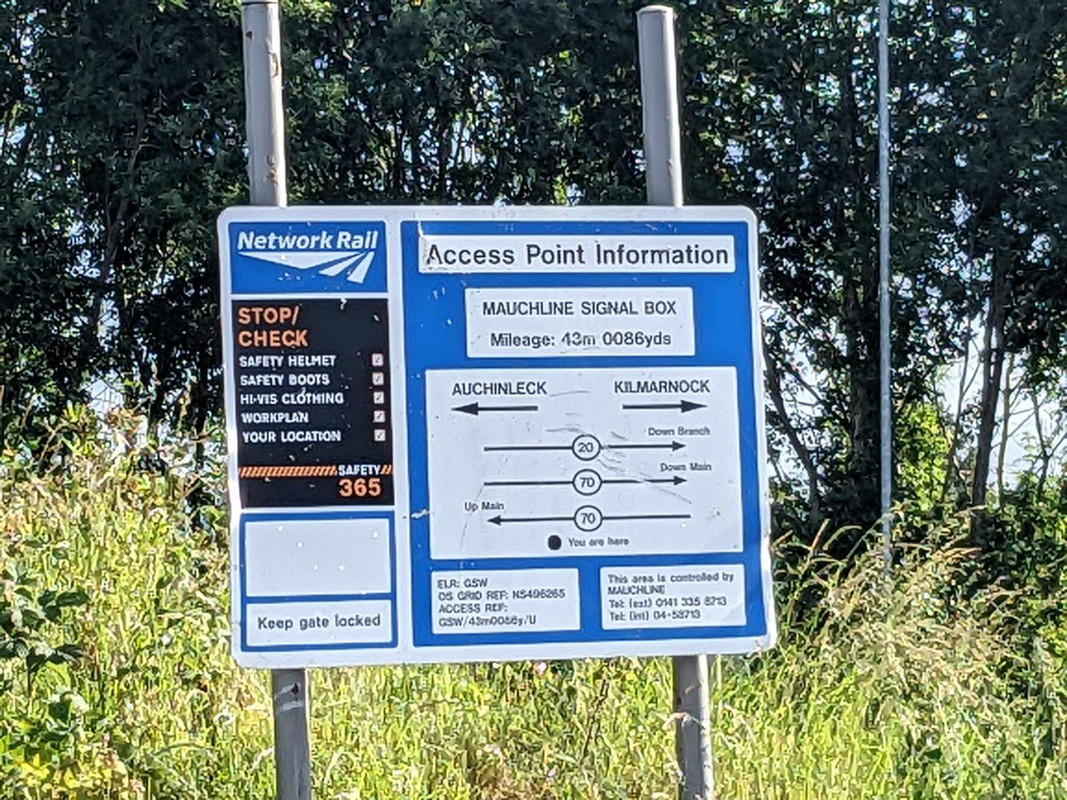 Network Rail
STOP/
CHECK
SAFETY HELMET
SAFETY BOOTS
HI-VIS CLOTHING
WORKPLAN
YOUR LOCATION
SAFETY
365
Keep gate locked
Access Point Information
MAUCHLINE SIGNAL BOX
Mileage: 43m 0086yds
AUCHINLECK KILMARNOCK
Down Branch
20
Down Main
70
Up Main
70
You are here
ELR: GSW
OS GRID REF: NS496265
ACCESS REF:
GSW/43m0086y/U
This area is controlled by
MAUCHLINE
Tel: (ext) 0141 335 8713
Tel: (int) 04-58713